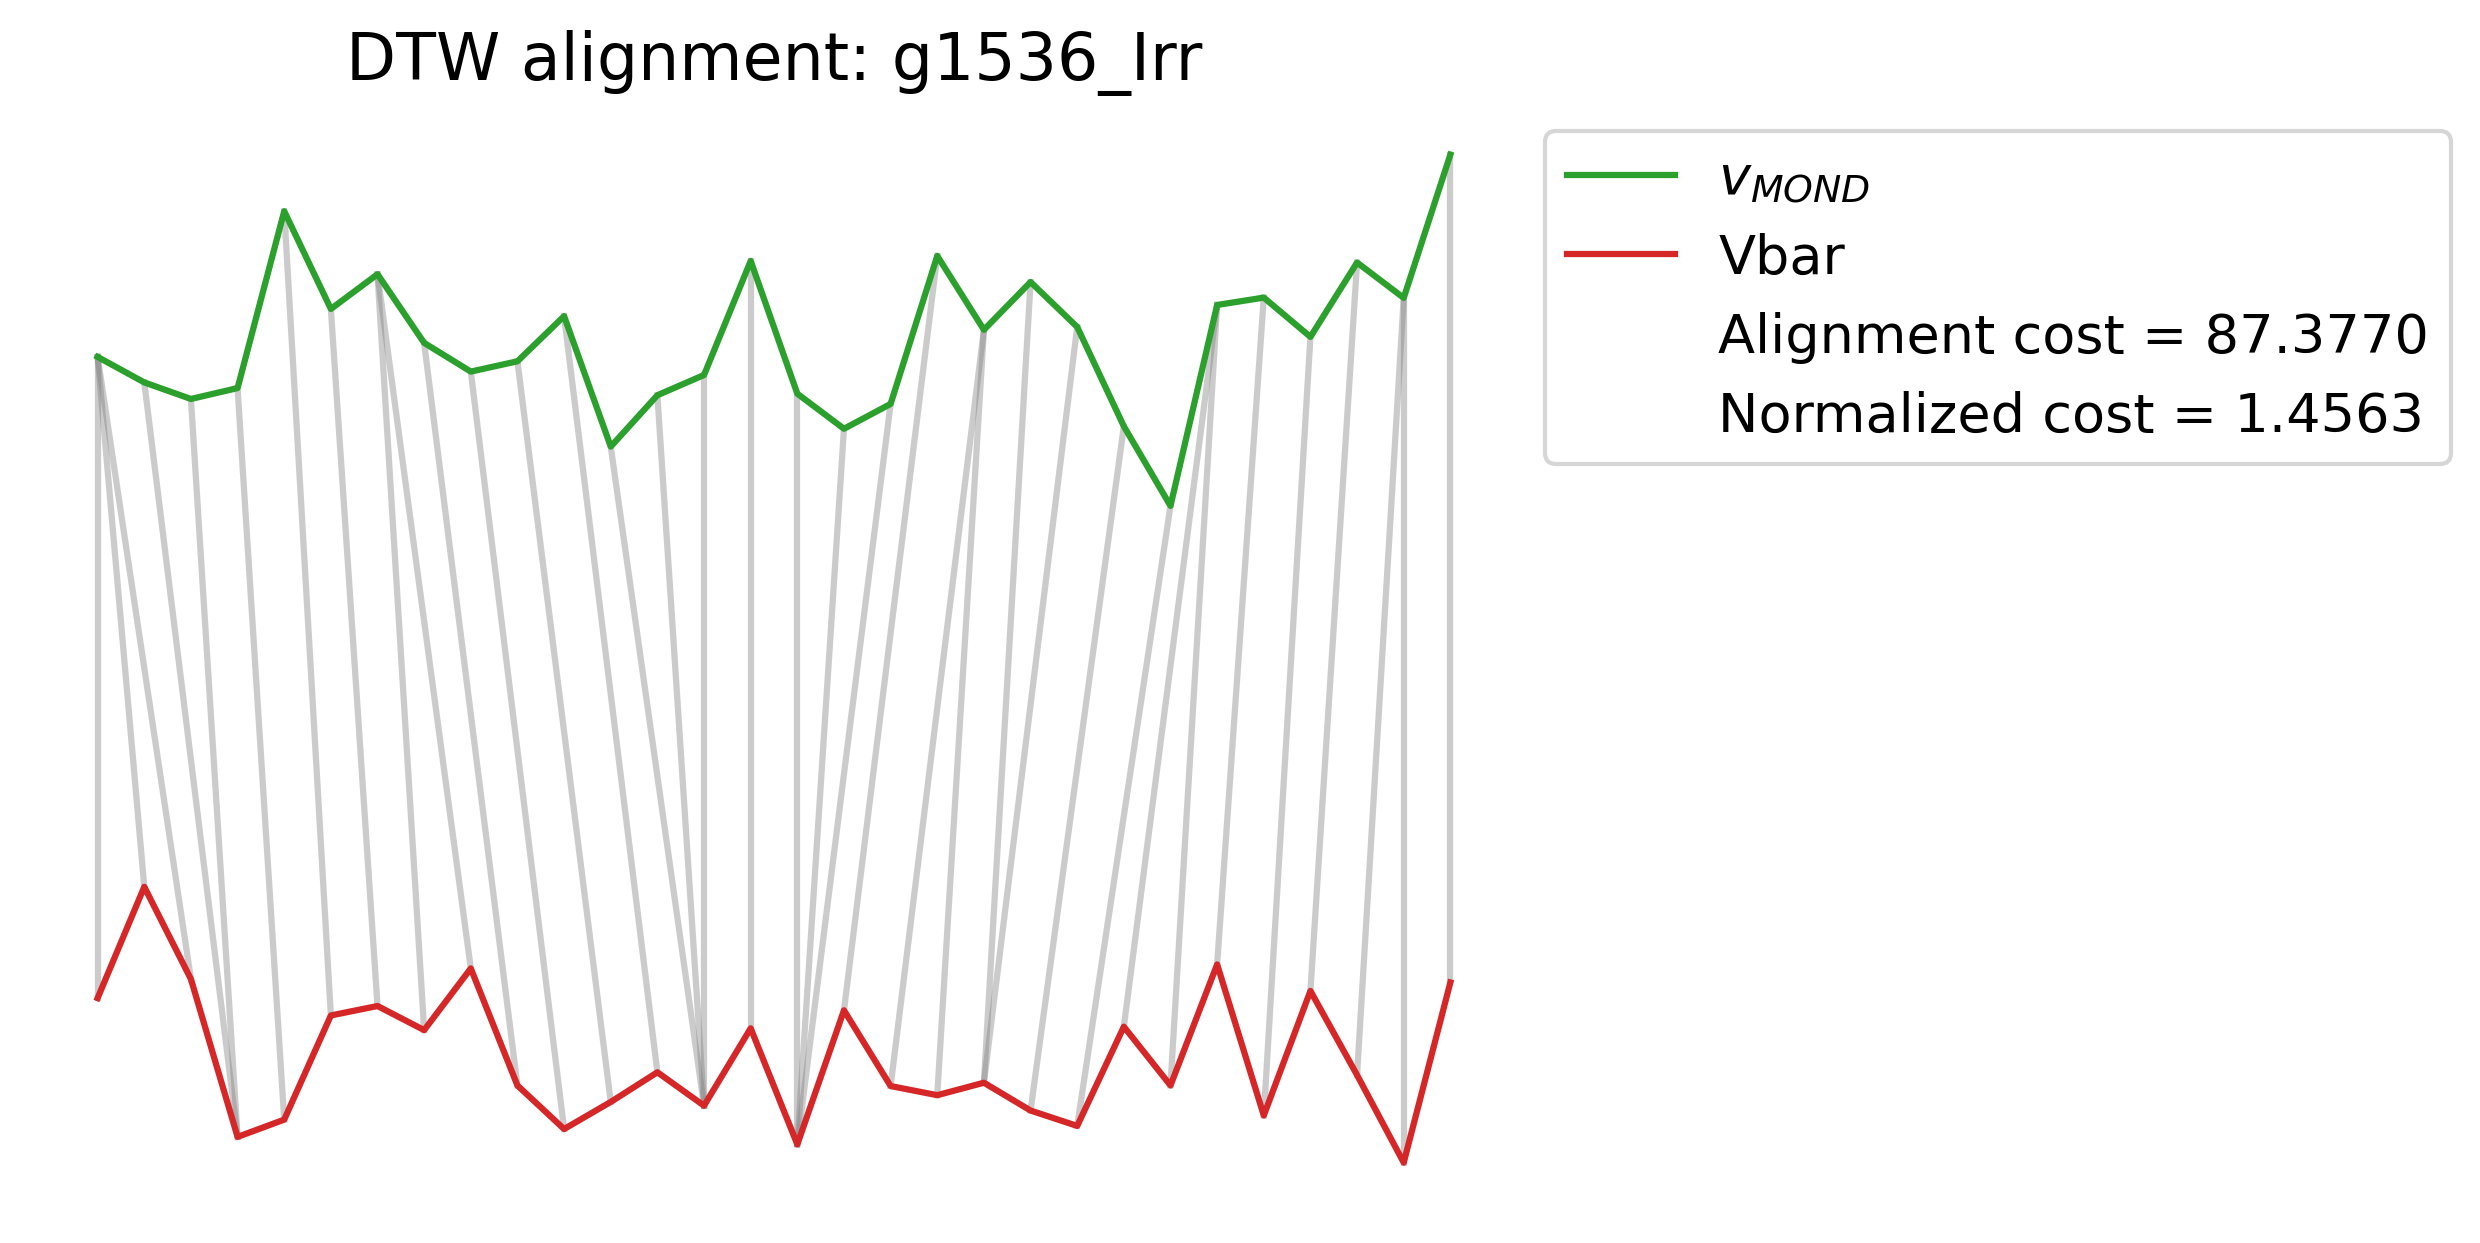 DTW alignment: g1536_Irr
v_MOND
Vbar
Alignment cost = 87.3770
Normalized cost = 1.4563